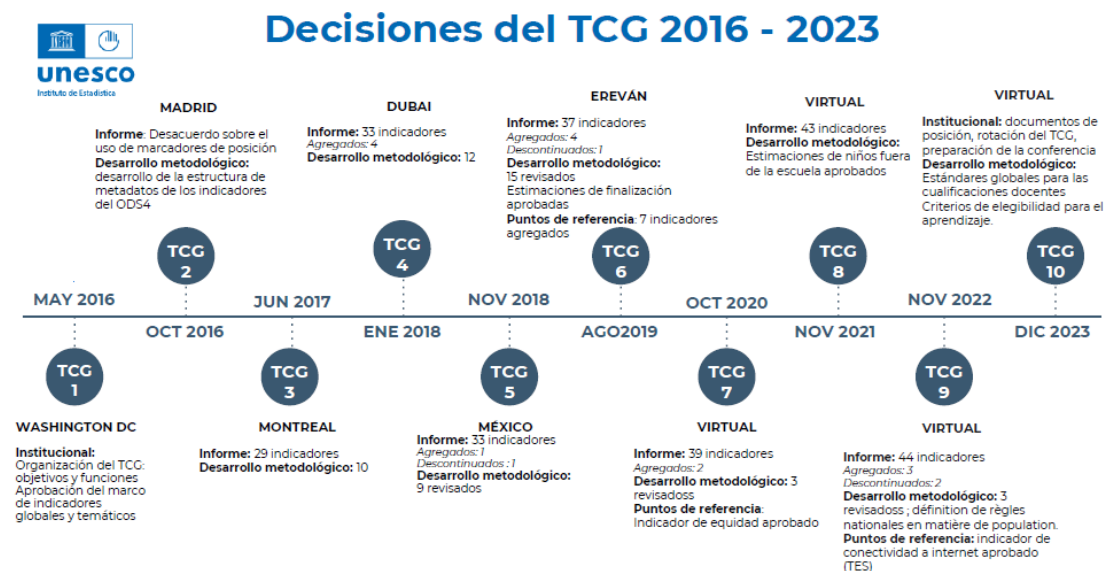 Decisiones del TCG 2016 - 2023
unesco
Instituto de Estadística
MADRID
Informe: Desacuerdo sobre el
uso de marcadores de posición
Desarrollo metodológico:
desarrollo de la estructura de
metadatos de los indicadores
del ODS4
DUBAI
Informe: 33 indicadores
Agregados: 4
Desarrollo metodológico: 12
EREVÁN
Informe: 37 indicadores
Agregados: 4
Descontinuados: 1
Desarrollo metodológico:
15 revisados
Estimaciones de finalización
aprobadas
Puntos de referencia: 7 indicadores
agregados
VIRTUAL
Informe: 43 indicadores
Desarrollo metodológico:
Estimaciones de niños fuera
de la escuela aprobados
VIRTUAL
Institucional: documentos de
posición, rotación del TCG,
preparación de la conferencia
Desarrollo metodológico:
Estándares globales para las
cualificaciones docentes
Criterios de elegibilidad para el
aprendizaje.
TCG
2
TCG
4
TCG
6
TCG
8
TCG
10
MAY 2016
JUN 2017
NOV 2018
OCT 2020
NOV 2022
OCT 2016
ENE 2018
AGO2019
NOV 2021
DIC 2023
TCG
1
TCG
3
TCG
5
TCG
7
TCG
9
WASHINGTON DC
Institucional:
Organización del TCG:
objetivos y funciones
Aprobación del marco
de indicadores
globales y temáticos
MONTREAL
Informe: 29 indicadores
Desarrollo metodológico: 10
MÉXICO
Informe: 33 indicadores
Agregados: 1
Descontinuados : 1
Desarrollo metodológico:
9 revisados
VIRTUAL
Informe: 39 indicadores
Agregados: 2
Desarrollo metodológico: 3
revisadoss
Puntos de referencia:
Indicador de equidad aprobado
VIRTUAL
Informe: 44 indicadores
Agregados: 3
Descontinuados: 2
Desarrollo metodológico: 3
revisadoss ; définition de règles
nationales en matière de population.
Puntos de referencia: indicador de
conectividad a internet aprobado
(TES)